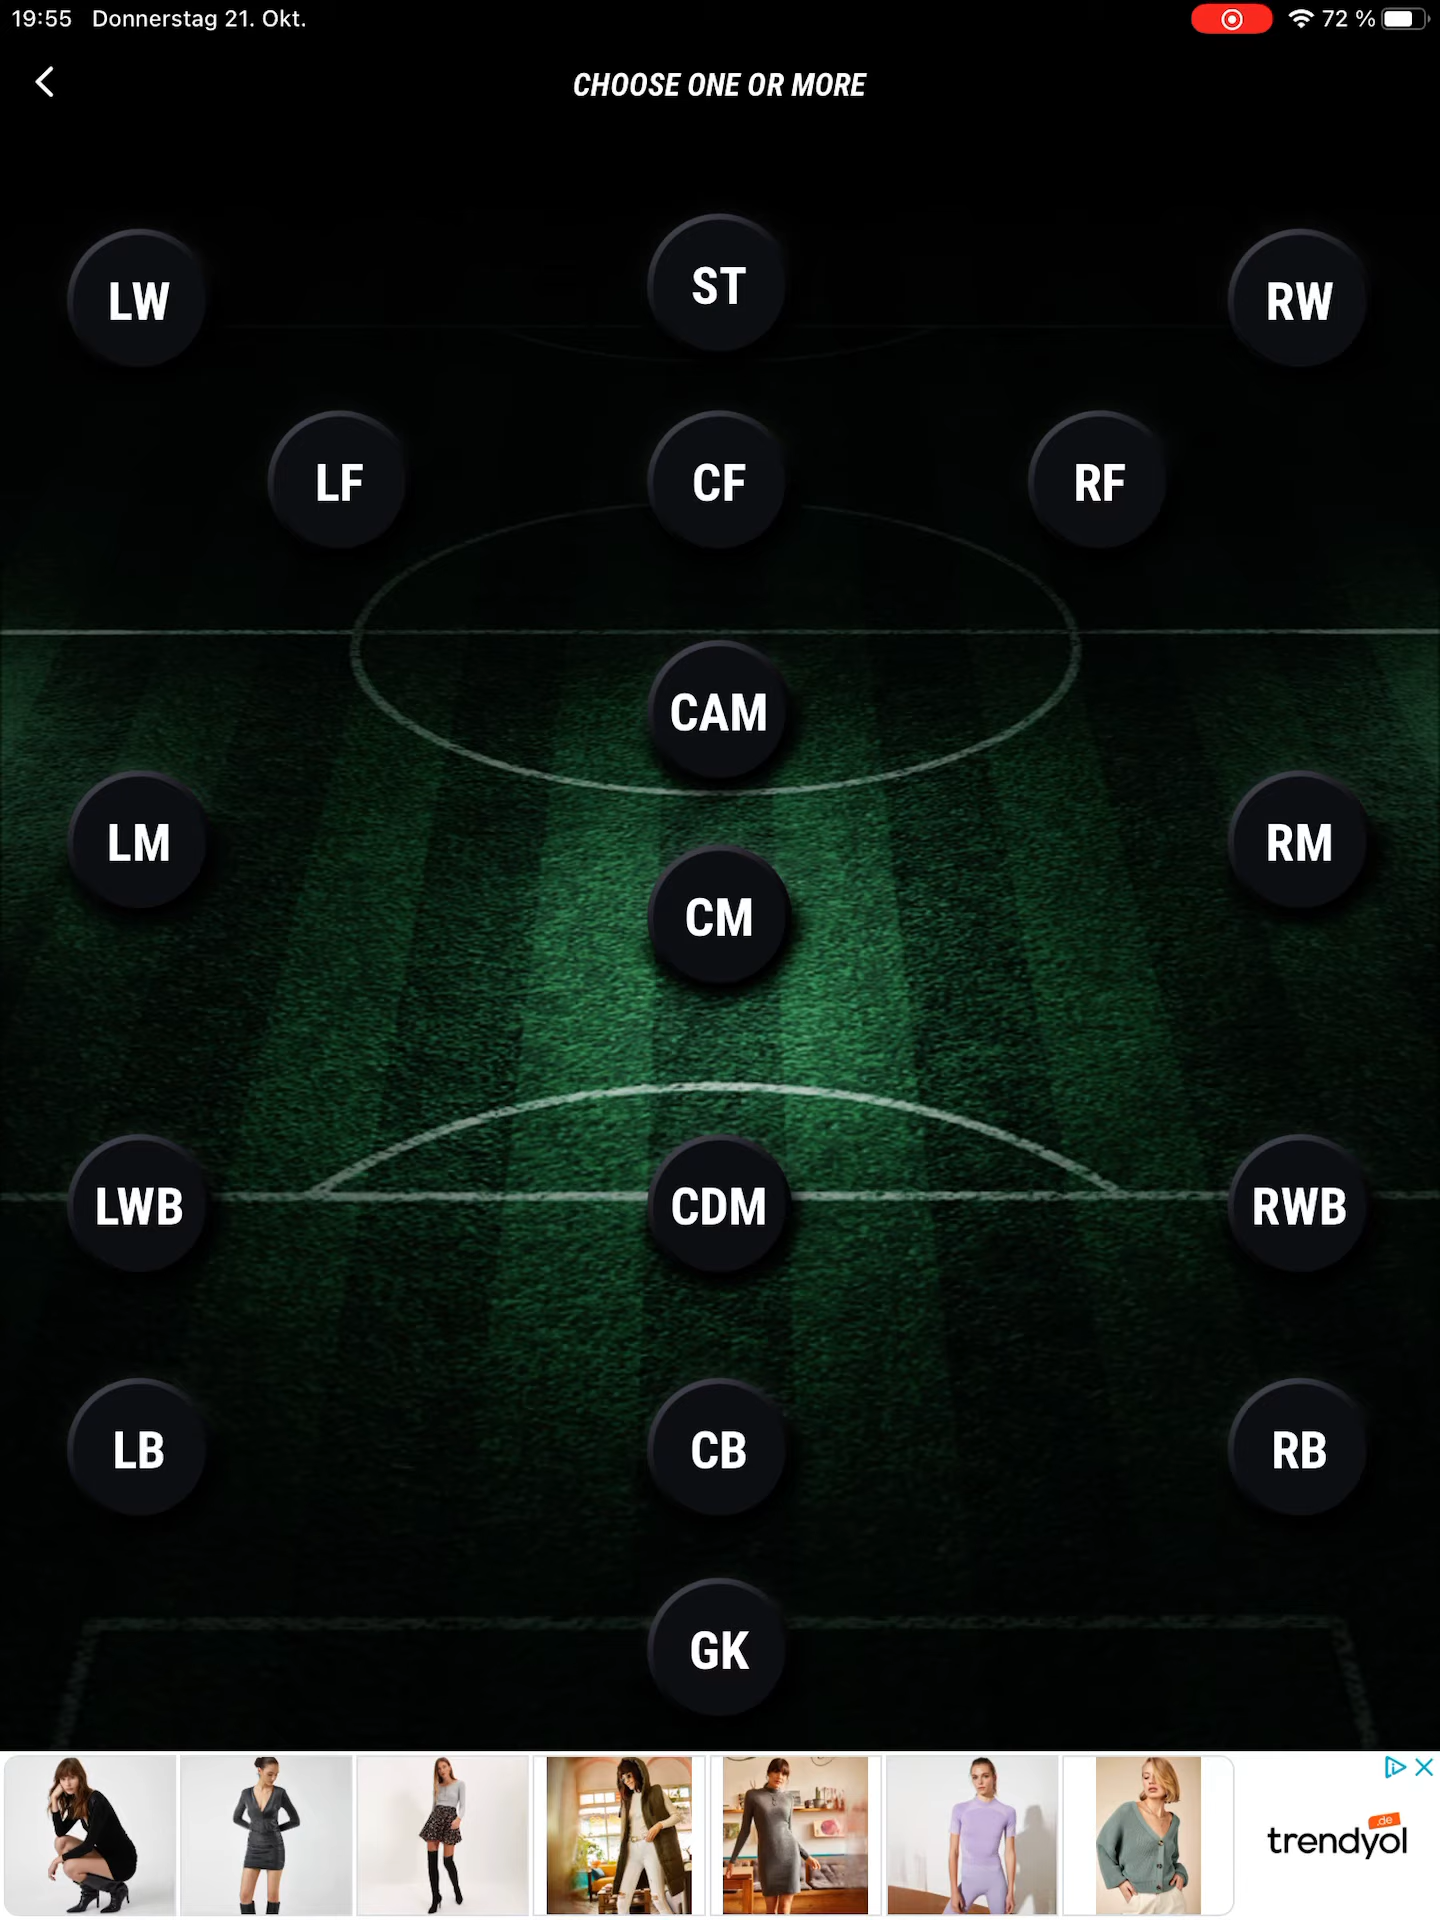 19:55 Donnerstag 21. Okt. 72 %
CHOOSE ONE OR MORE
LW ST RW
LF CF RF
CAM
LM RM
CM
LWB CDM RWB
LB CB RB
GK
.de
trendyol